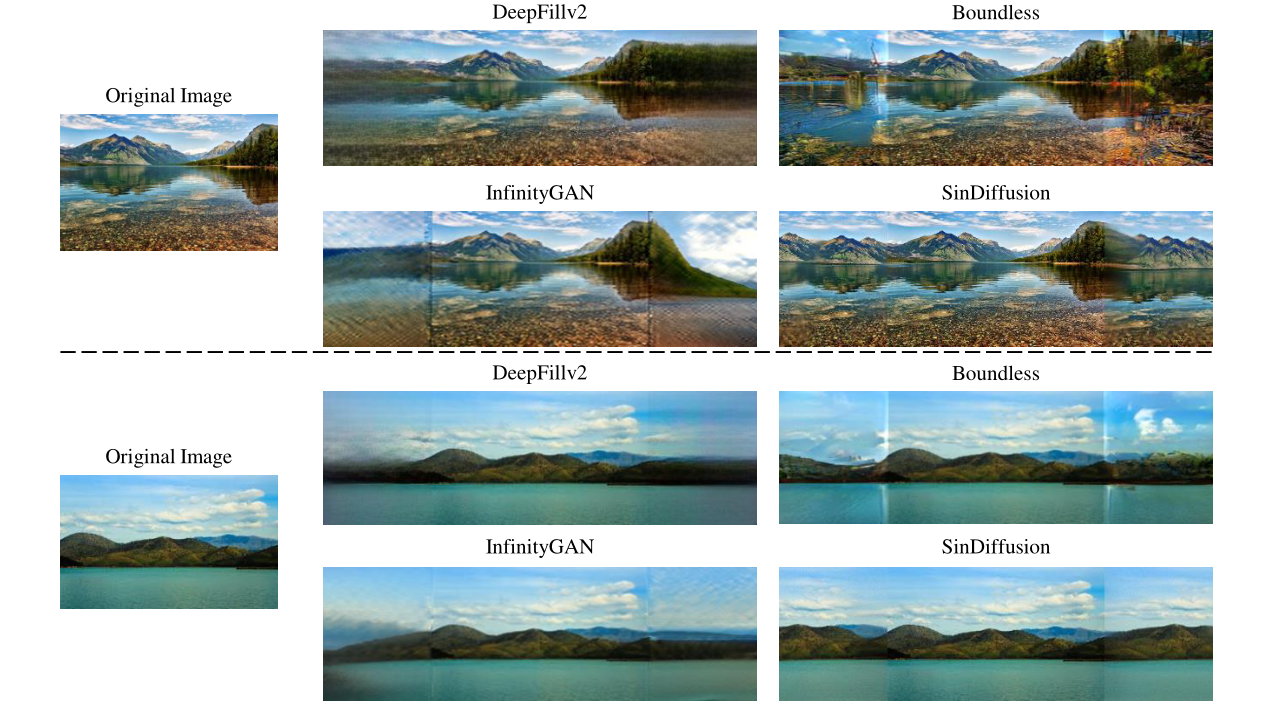 DeepFillv2
Boundless
Original Image
InfinityGAN
SinDiffusion
DeepFillv2
Boundless
Original Image
InfinityGAN
SinDiffusion